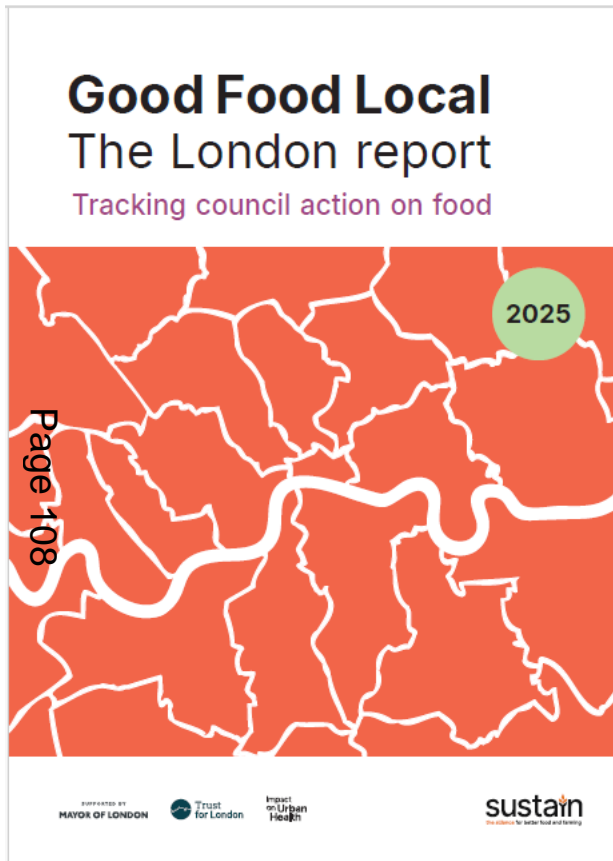 Good Food Local
The London report
Tracking council action on food
2025
Page 108
SUPPORTED BY
MAYOR OF LONDON
Trust
for London
Impact
on Urban
Health
sustain
the alliance for better food and farming